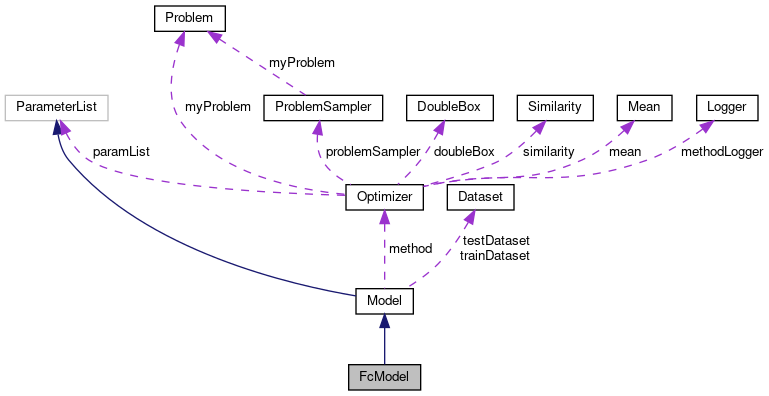 Problem
myProblem
ParameterList
myProblem
ProblemSampler
DoubleBox
Similarity
Mean
Logger
paramList
problemSampler
doubleBox
similarity
mean
methodLogger
Optimizer
Dataset
method
testDataset
trainDataset
Model
FcModel